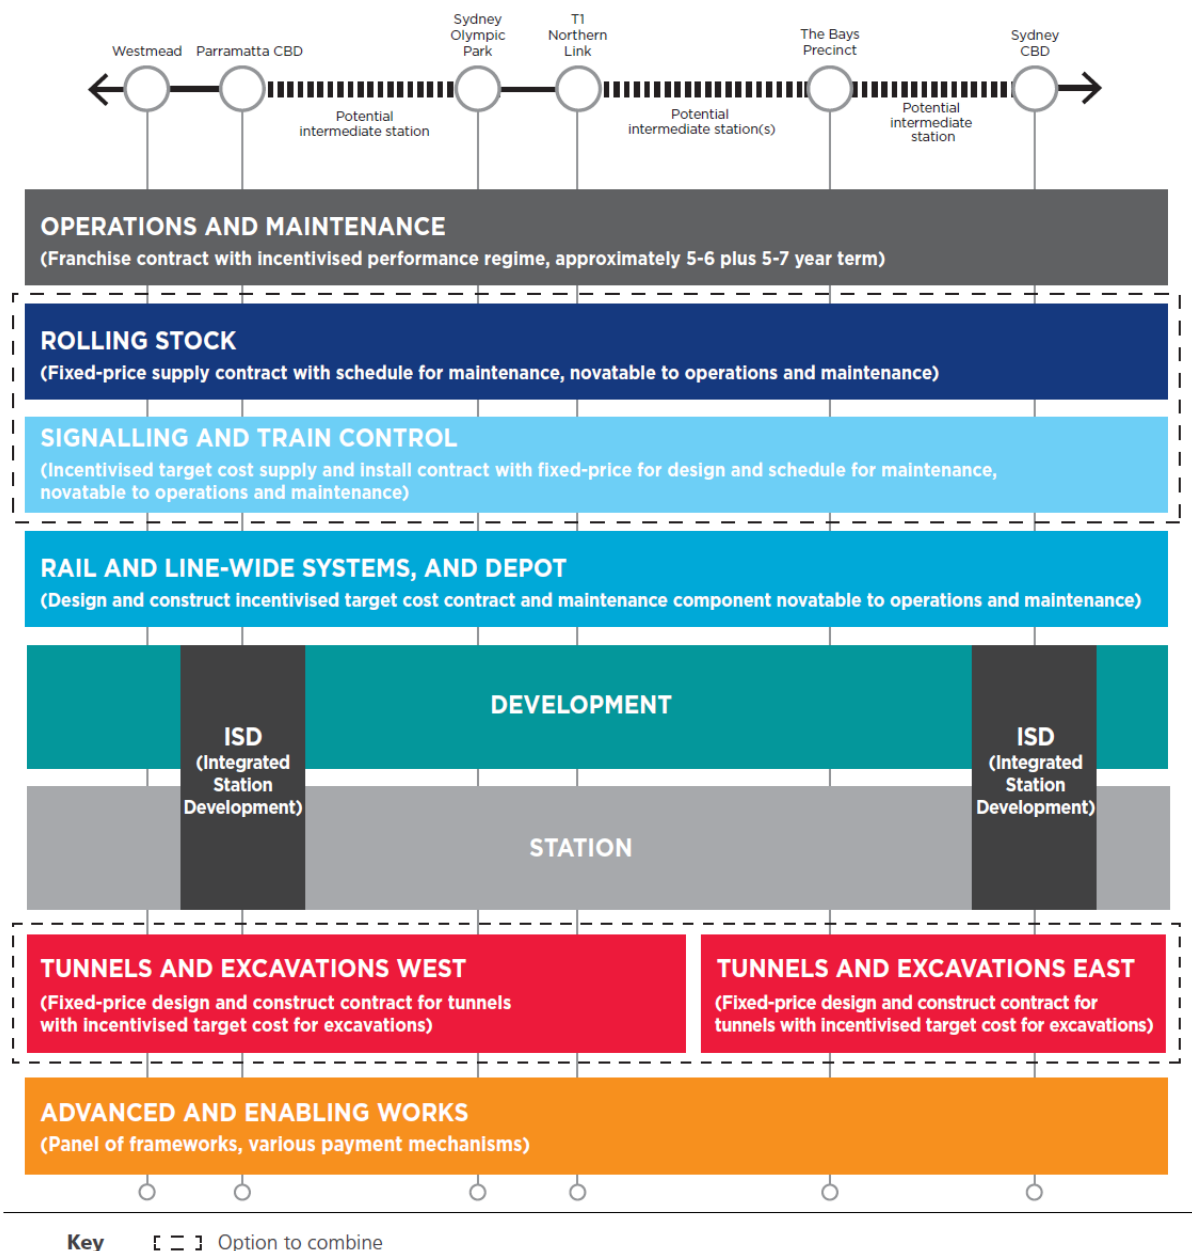 Westmead
Parramatta CBD
Sydney
Olympic
Park
T1
Northern
Link
The Bays
Precinct
Sydney
CBD
Potential
intermediate station
Potential
intermediate station(s)
Potential
intermediate
station
OPERATIONS AND MAINTENANCE
(Franchise contract with incentivised performance regime, approximately 5-6 plus 5-7 year term)
ROLLING STOCK
(Fixed-price supply contract with schedule for maintenance, novatable to operations and maintenance)
SIGNALLING AND TRAIN CONTROL
(Incentivised target cost supply and install contract with fixed-price for design and schedule for maintenance,
novatable to operations and maintenance)
RAIL AND LINE-WIDE SYSTEMS, AND DEPOT
(Design and construct incentivised target cost contract and maintenance component novatable to operations and maintenance)
DEVELOPMENT
ISD
(Integrated
Station
Development)
ISD
(Integrated
Station
Development)
STATION
TUNNELS AND EXCAVATIONS WEST
(Fixed-price design and construct contract for tunnels
with incentivised target cost for excavations)
TUNNELS AND EXCAVATIONS EAST
(Fixed-price design and construct contract for
tunnels with incentivised target cost for excavations)
ADVANCED AND ENABLING WORKS
(Panel of frameworks, various payment mechanisms)
Key
Option to combine